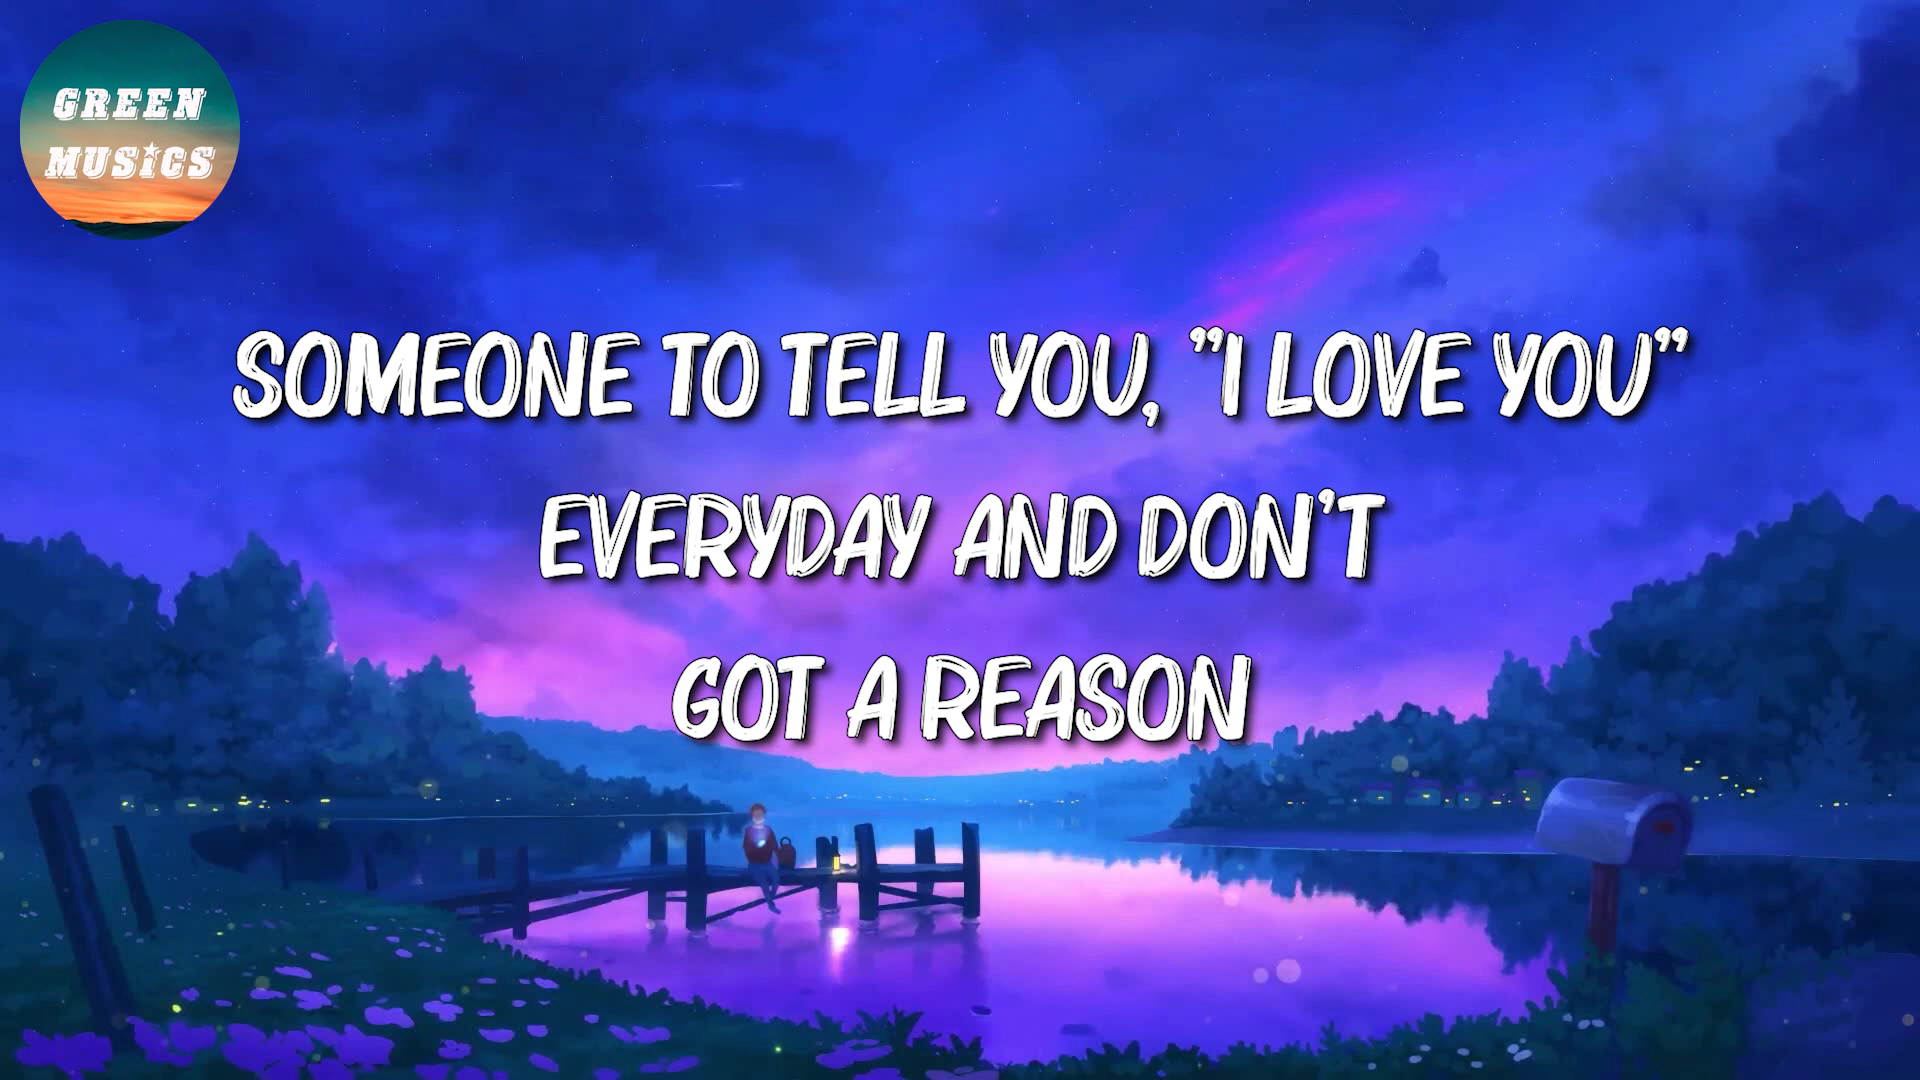 GREEN
MUSICS
SOMEONE TO TELL YOU, "I LOVE YOU"
EVERYDAY AND DON'T
GOT A REASON